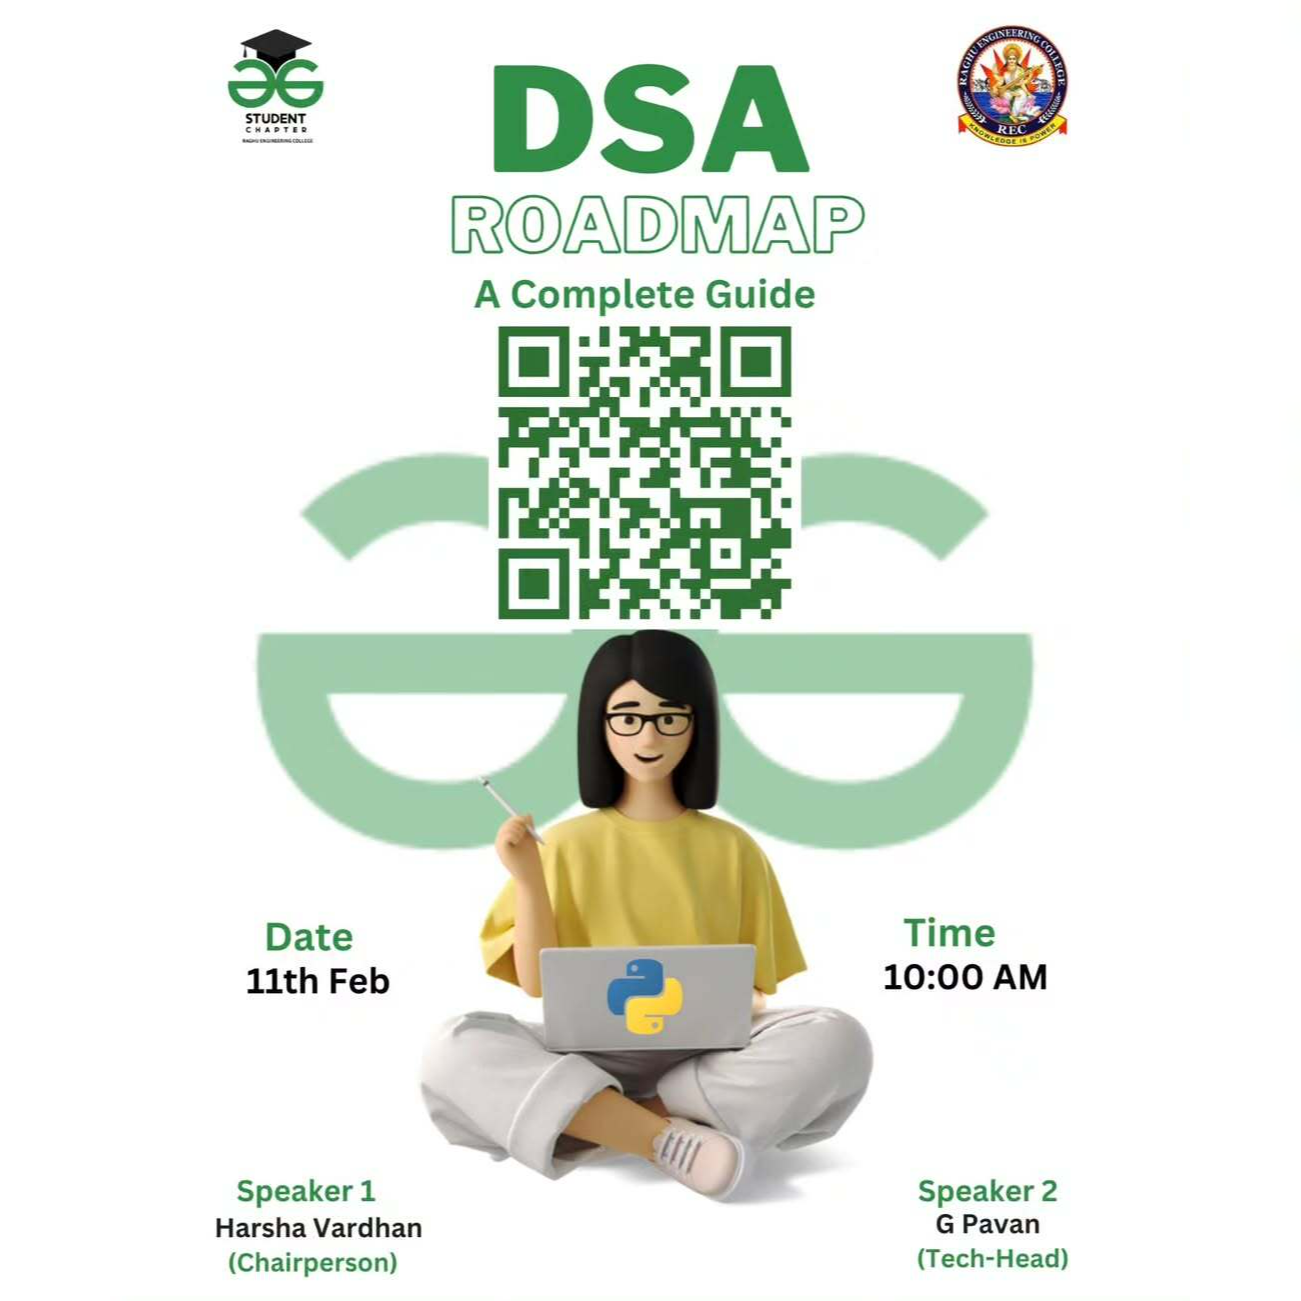 STUDENT
CHAPTER
RAGHU ENGINEERING COLLEGE
RAGHU ENGINEERING COLLEGE
REC
KNOWLEDGE IS POWER
DSA
ROADMAP
A Complete Guide
Date
11th Feb
Time
10:00 AM
Speaker 1
Harsha Vardhan
(Chairperson)
Speaker 2
G Pavan
(Tech-Head)